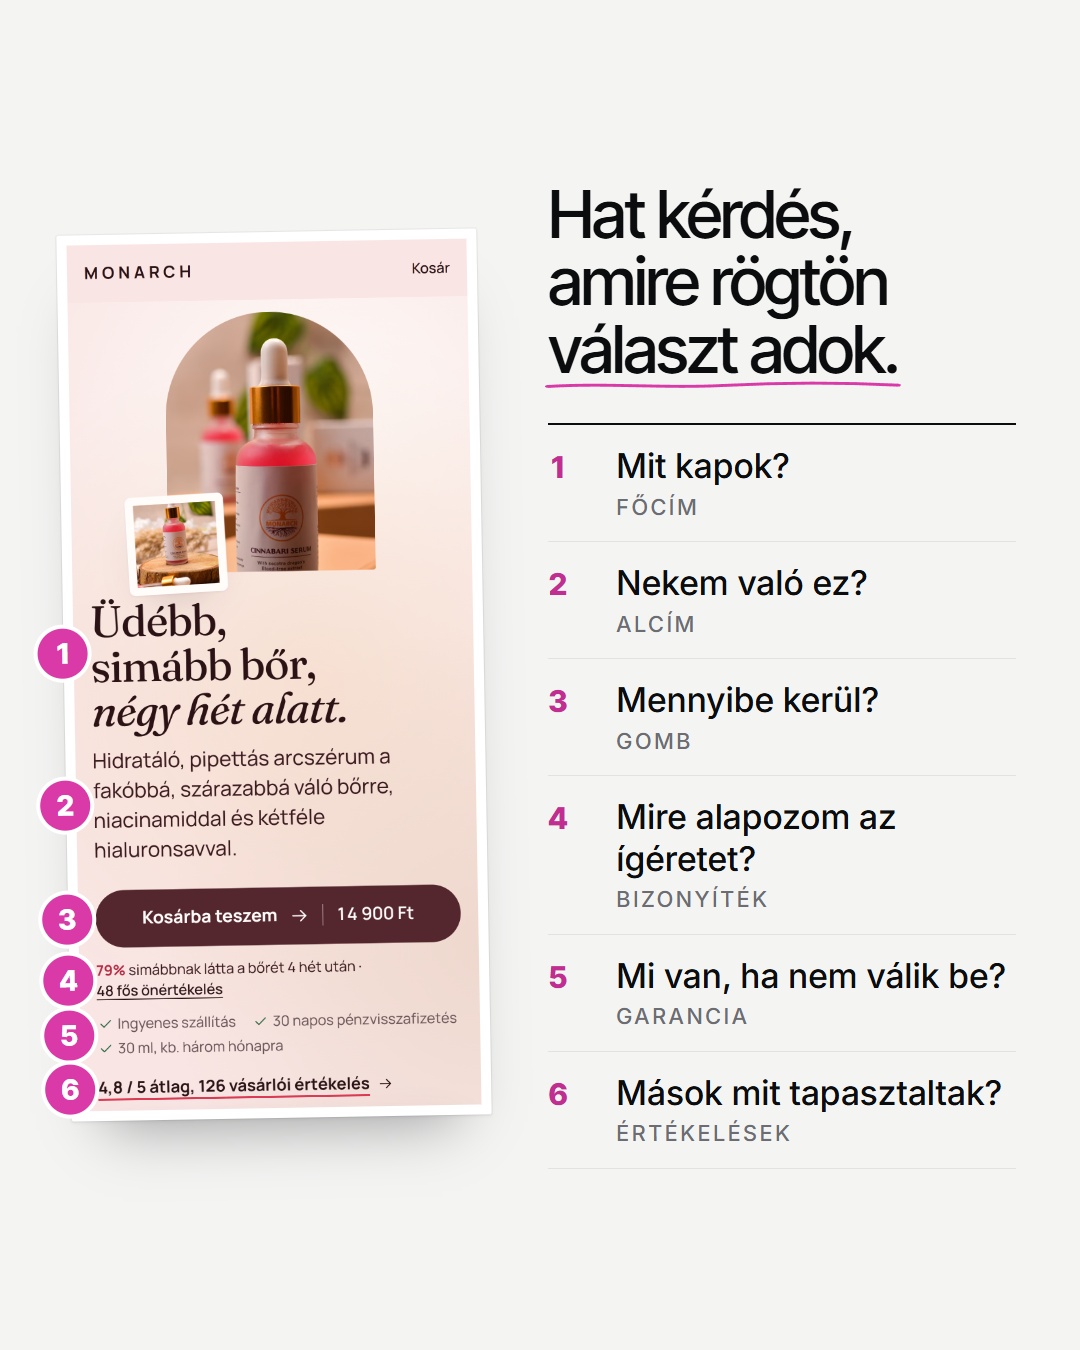 MONARCH
Kosár
MONARCH
CINNABARI SERUM
Üdébb,
simább bőr,
négy hét alatt.
Hidratáló, pipettás arcszérum a
fakóbbá, szárazabbá váló bőrre,
niacinamiddal és kétféle
hialuronsavval.
Kosárba teszem → 14 900 Ft
79% simábbnak látta a bőrét 4 hét után ·
48 fős önértékelés
✓ Ingyenes szállítás ✓ 30 napos pénzvisszafizetés
✓ 30 ml, kb. három hónapra
4,8 / 5 átlag, 126 vásárlói értékelés →
1
2
3
4
5
6
Hat kérdés,
amire rögtön
választ adok.
1 Mit kapok?
FŐCÍM
2 Nekem való ez?
ALCÍM
3 Mennyibe kerül?
GOMB
4 Mire alapozom az
ígéretet?
BIZONYÍTÉK
5 Mi van, ha nem válik be?
GARANCIA
6 Mások mit tapasztaltak?
ÉRTÉKELÉSEK